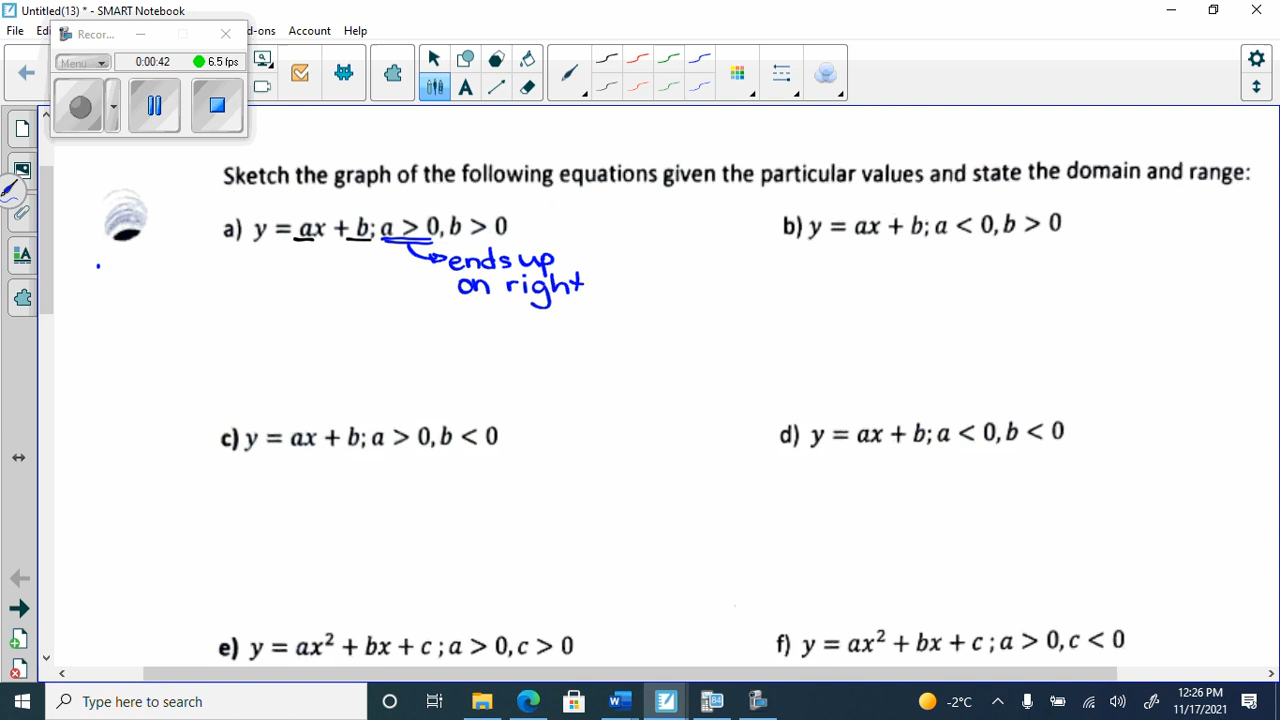 Untitled(13) * - SMART Notebook
Recor...
File Ed d-ons Account Help
Menu 0:00:42 6.5 fps
Sketch the graph of the following equations given the particular values and state the domain and range:
a) y = ax + b; a > 0, b > 0
b) y = ax + b; a < 0, b > 0
ends up
on right
c) y = ax + b; a > 0, b < 0
d) y = ax + b; a < 0, b < 0
e) y = ax² + bx + c ; a > 0, c > 0
f) y = ax² + bx + c ; a > 0, c < 0
Type here to search
-2°C
12:26 PM
11/17/2021